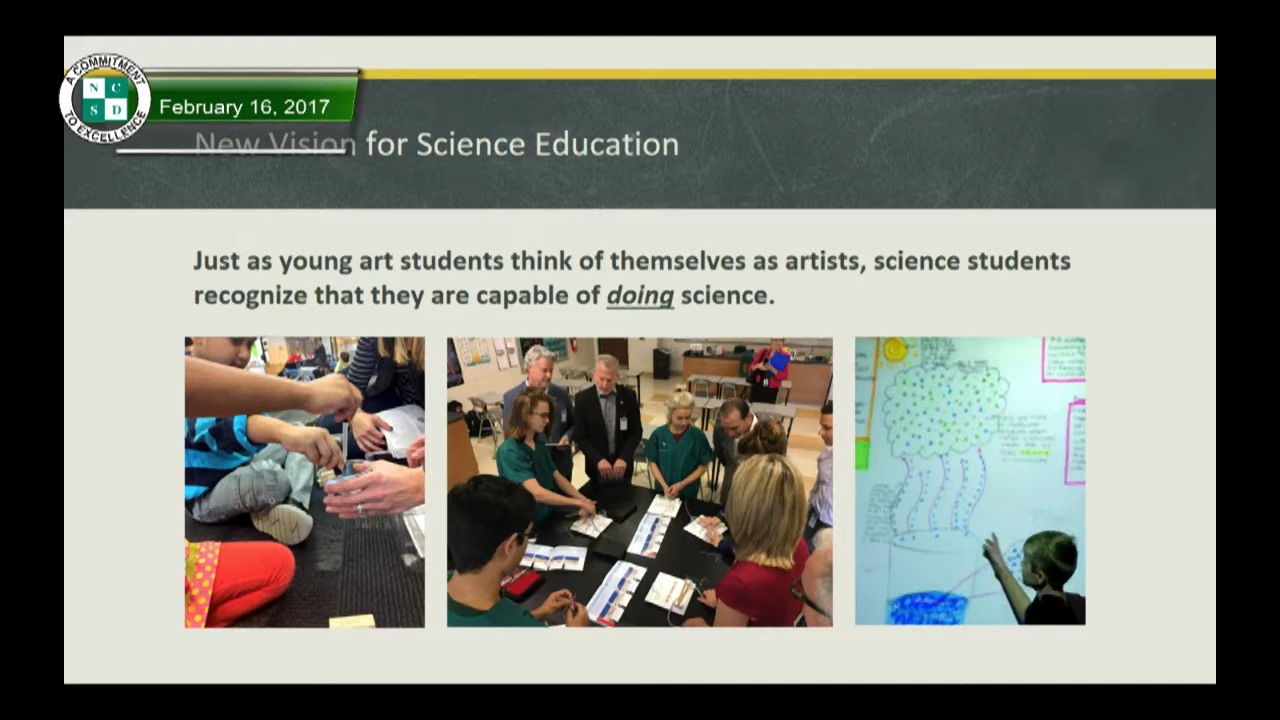 A COMMITMENT
N C
S D
TO EXCELLENCE
February 16, 2017
New Vision for Science Education
Just as young art students think of themselves as artists, science students
recognize that they are capable of doing science.